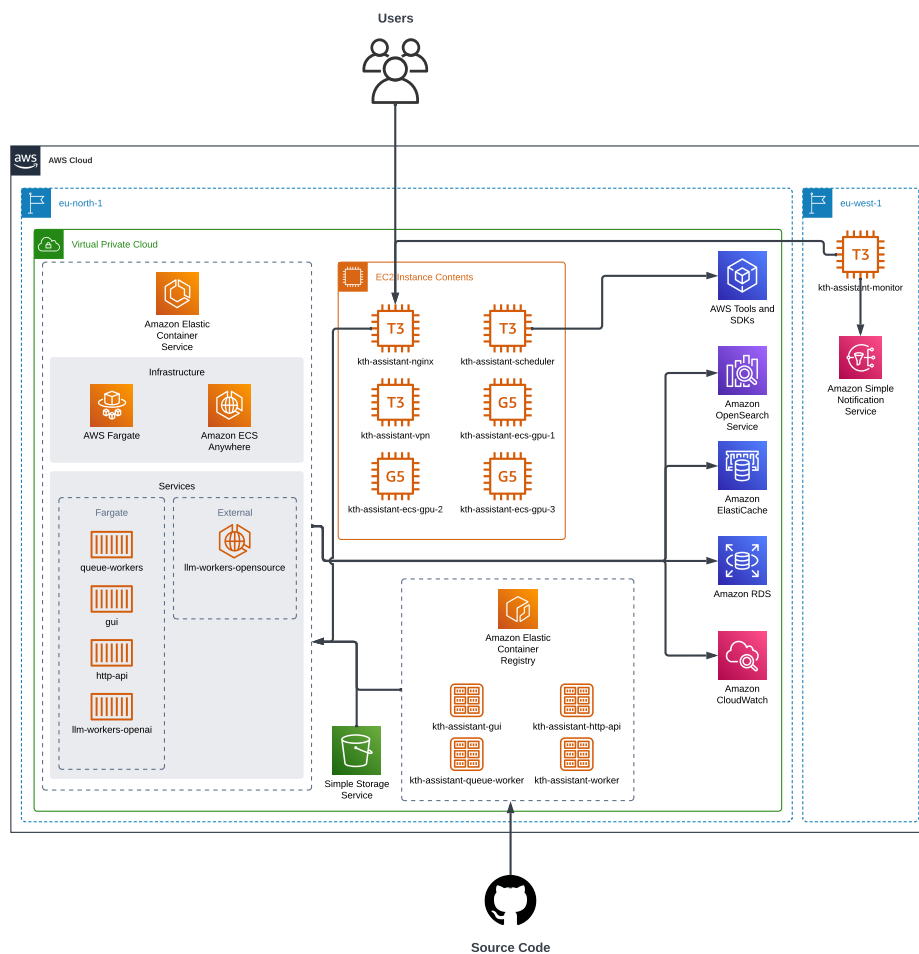 Users
aws
AWS Cloud
eu-north-1
eu-west-1
Virtual Private Cloud
Amazon Elastic
Container
Service
Infrastructure
AWS Fargate
Amazon ECS
Anywhere
Services
Fargate
queue-workers
gui
http-api
llm-workers-openai
External
llm-workers-opensource
EC2 Instance Contents
T3
kth-assistant-nginx
T3
kth-assistant-scheduler
T3
kth-assistant-vpn
G5
kth-assistant-ecs-gpu-1
G5
kth-assistant-ecs-gpu-2
G5
kth-assistant-ecs-gpu-3
AWS Tools and
SDKs
Amazon
OpenSearch
Service
Amazon
ElastiCache
Amazon RDS
Amazon
CloudWatch
T3
kth-assistant-monitor
Amazon Simple
Notification
Service
Amazon Elastic
Container
Registry
kth-assistant-gui
kth-assistant-http-api
kth-assistant-queue-worker
kth-assistant-worker
Simple Storage
Service
Source Code